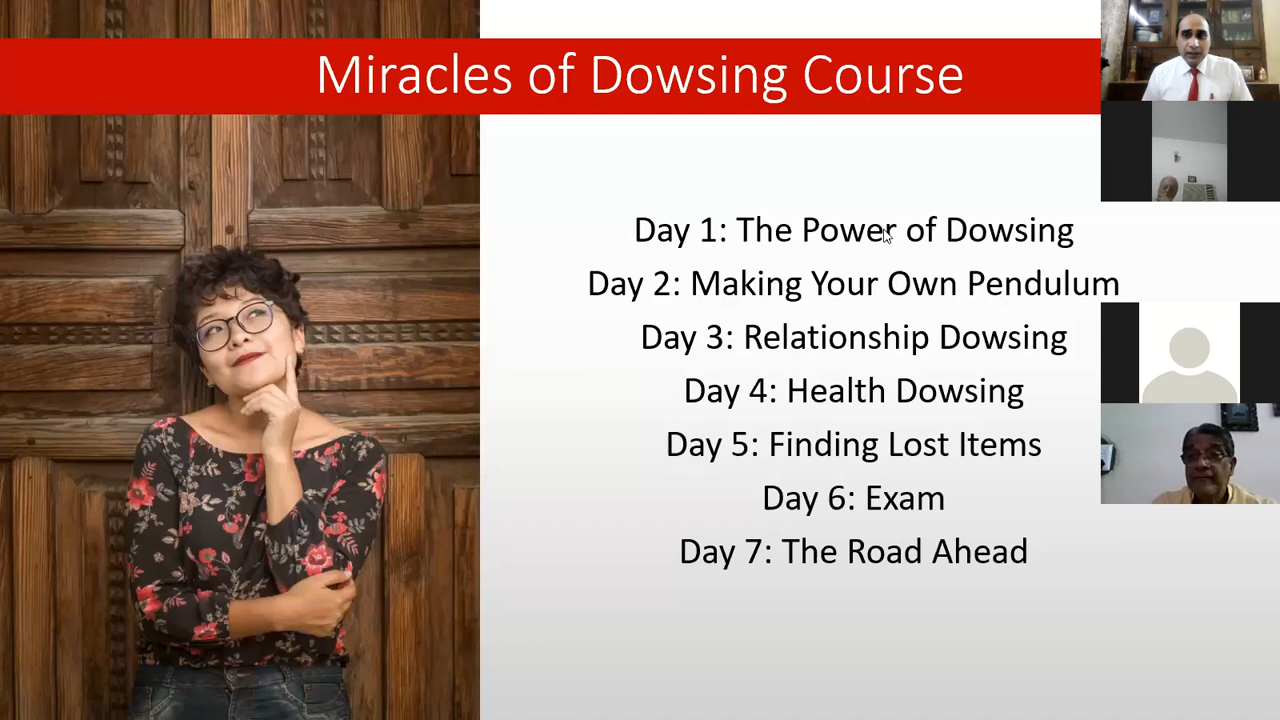 Miracles of Dowsing Course
Day 1: The Power of Dowsing
Day 2: Making Your Own Pendulum
Day 3: Relationship Dowsing
Day 4: Health Dowsing
Day 5: Finding Lost Items
Day 6: Exam
Day 7: The Road Ahead